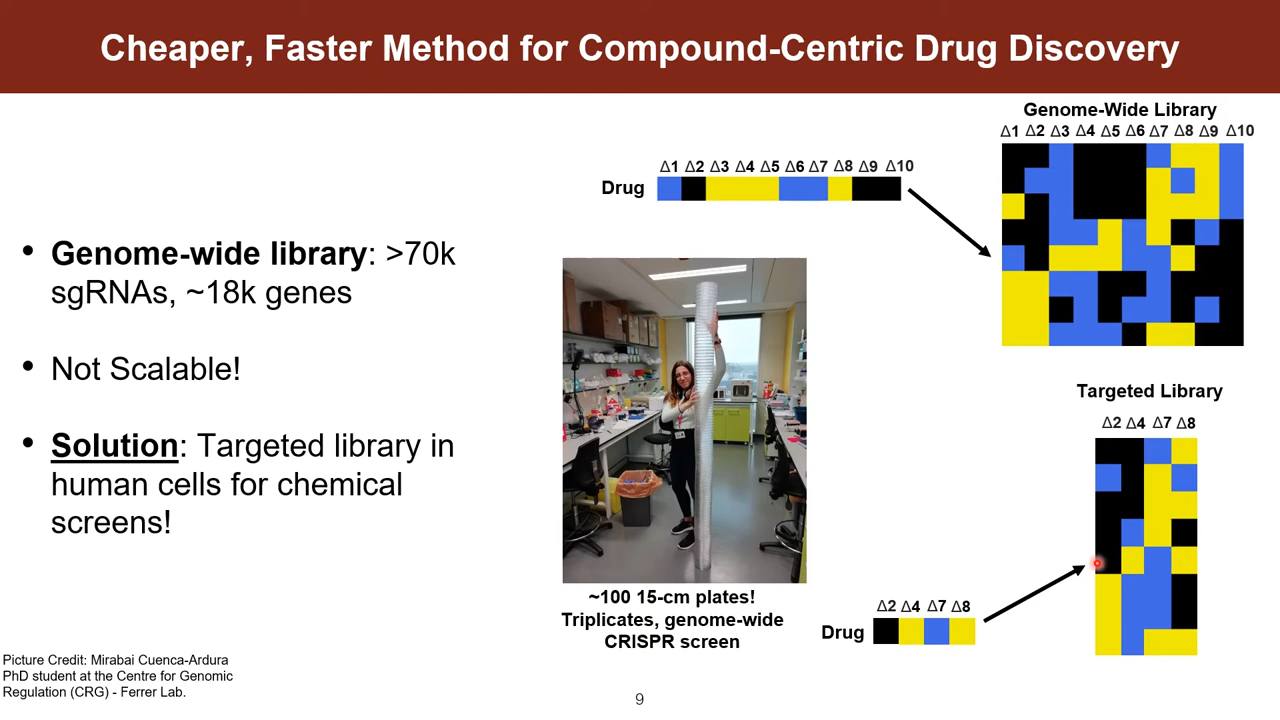 Cheaper, Faster Method for Compound-Centric Drug Discovery
• Genome-wide library: >70k
sgRNAs, ~18k genes
• Not Scalable!
• Solution: Targeted library in
human cells for chemical
screens!
Δ1 Δ2 Δ3 Δ4 Δ5 Δ6 Δ7 Δ8 Δ9 Δ10
Drug
Genome-Wide Library
Δ1 Δ2 Δ3 Δ4 Δ5 Δ6 Δ7 Δ8 Δ9 Δ10
~100 15-cm plates!
Triplicates, genome-wide
CRISPR screen
Targeted Library
Δ2 Δ4 Δ7 Δ8
Δ2 Δ4 Δ7 Δ8
Drug
Picture Credit: Mirabai Cuenca-Ardura
PhD student at the Centre for Genomic
Regulation (CRG) - Ferrer Lab.
9